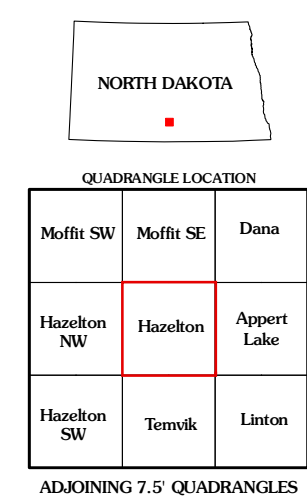 NORTH DAKOTA
QUADRANGLE LOCATION
Moffit SW
Moffit SE
Dana
Hazelton
NW
Hazelton
Appert
Lake
Hazelton
SW
Temvik
Linton
ADJOINING 7.5' QUADRANGLES